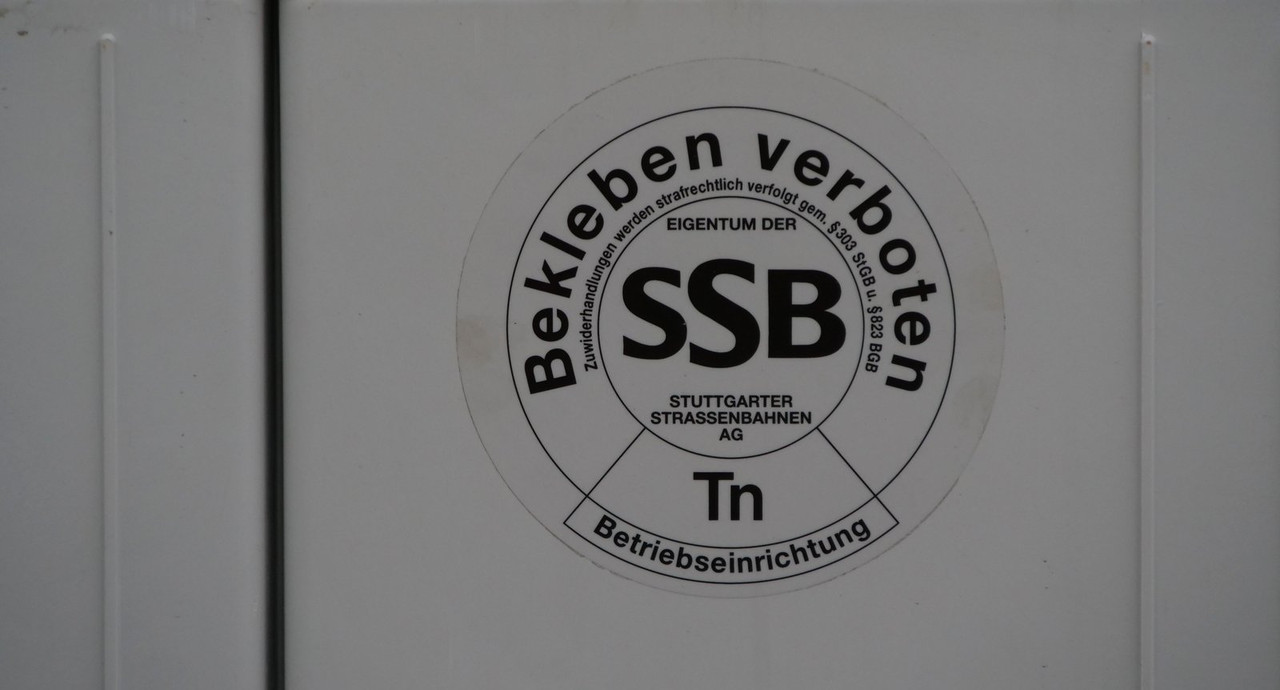 Bekleben verboten
Zuwiderhandlungen werden strafrechtlich verfolgt gem. §303 StGB u. §823 BGB
EIGENTUM DER
SSB
STUTTGARTER
STRASSENBAHNEN
AG
Tn
Betriebseinrichtung